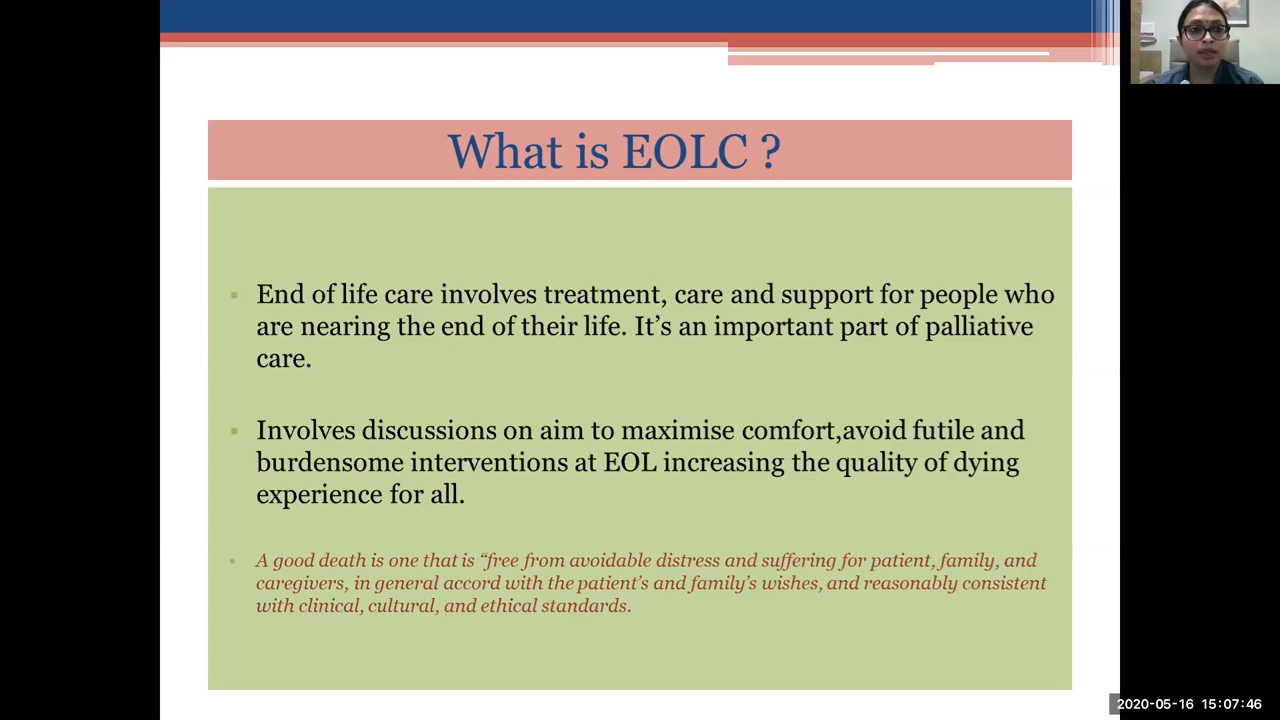 What is EOLC ?
• End of life care involves treatment, care and support for people who
are nearing the end of their life. It’s an important part of palliative
care.
• Involves discussions on aim to maximise comfort,avoid futile and
burdensome interventions at EOL increasing the quality of dying
experience for all.
• A good death is one that is “free from avoidable distress and suffering for patient, family, and
caregivers, in general accord with the patient’s and family’s wishes, and reasonably consistent
with clinical, cultural, and ethical standards.
2020-05-16 15:07:46